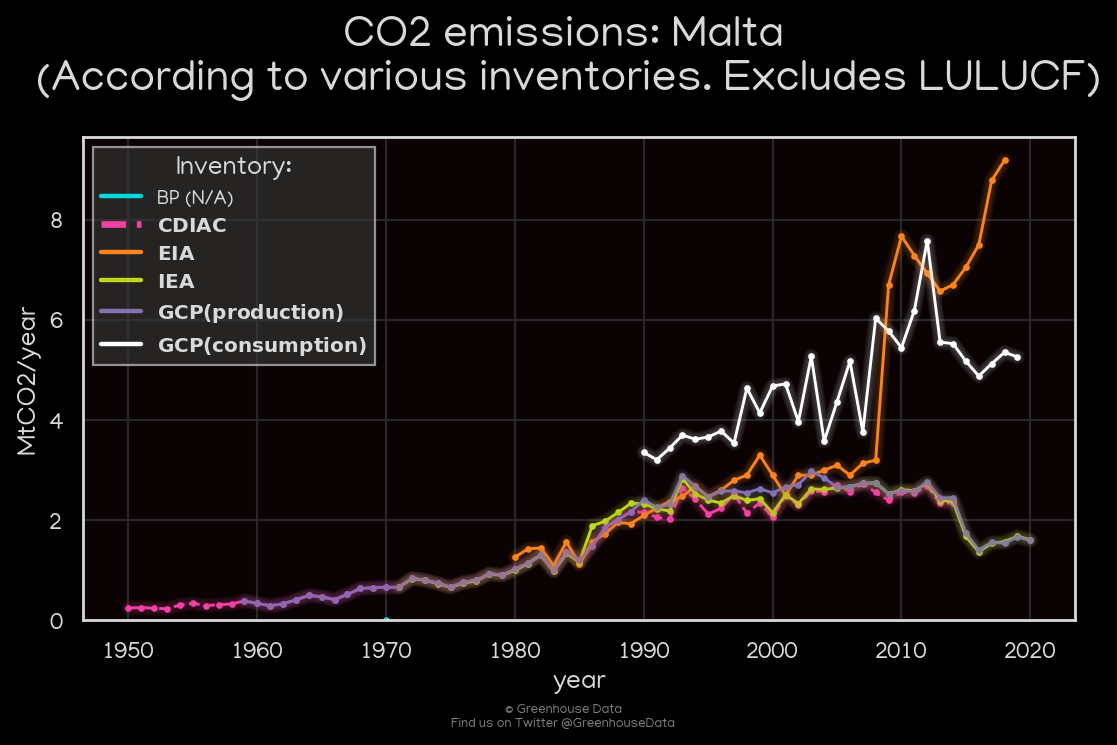 CO2 emissions: Malta
(According to various inventories. Excludes LULUCF)
Inventory:
BP (N/A)
CDIAC
EIA
IEA
GCP(production)
GCP(consumption)
MtCO2/year
8
6
4
2
0
1950 1960 1970 1980 1990 2000 2010 2020
year
© Greenhouse Data
Find us on Twitter @GreenhouseData